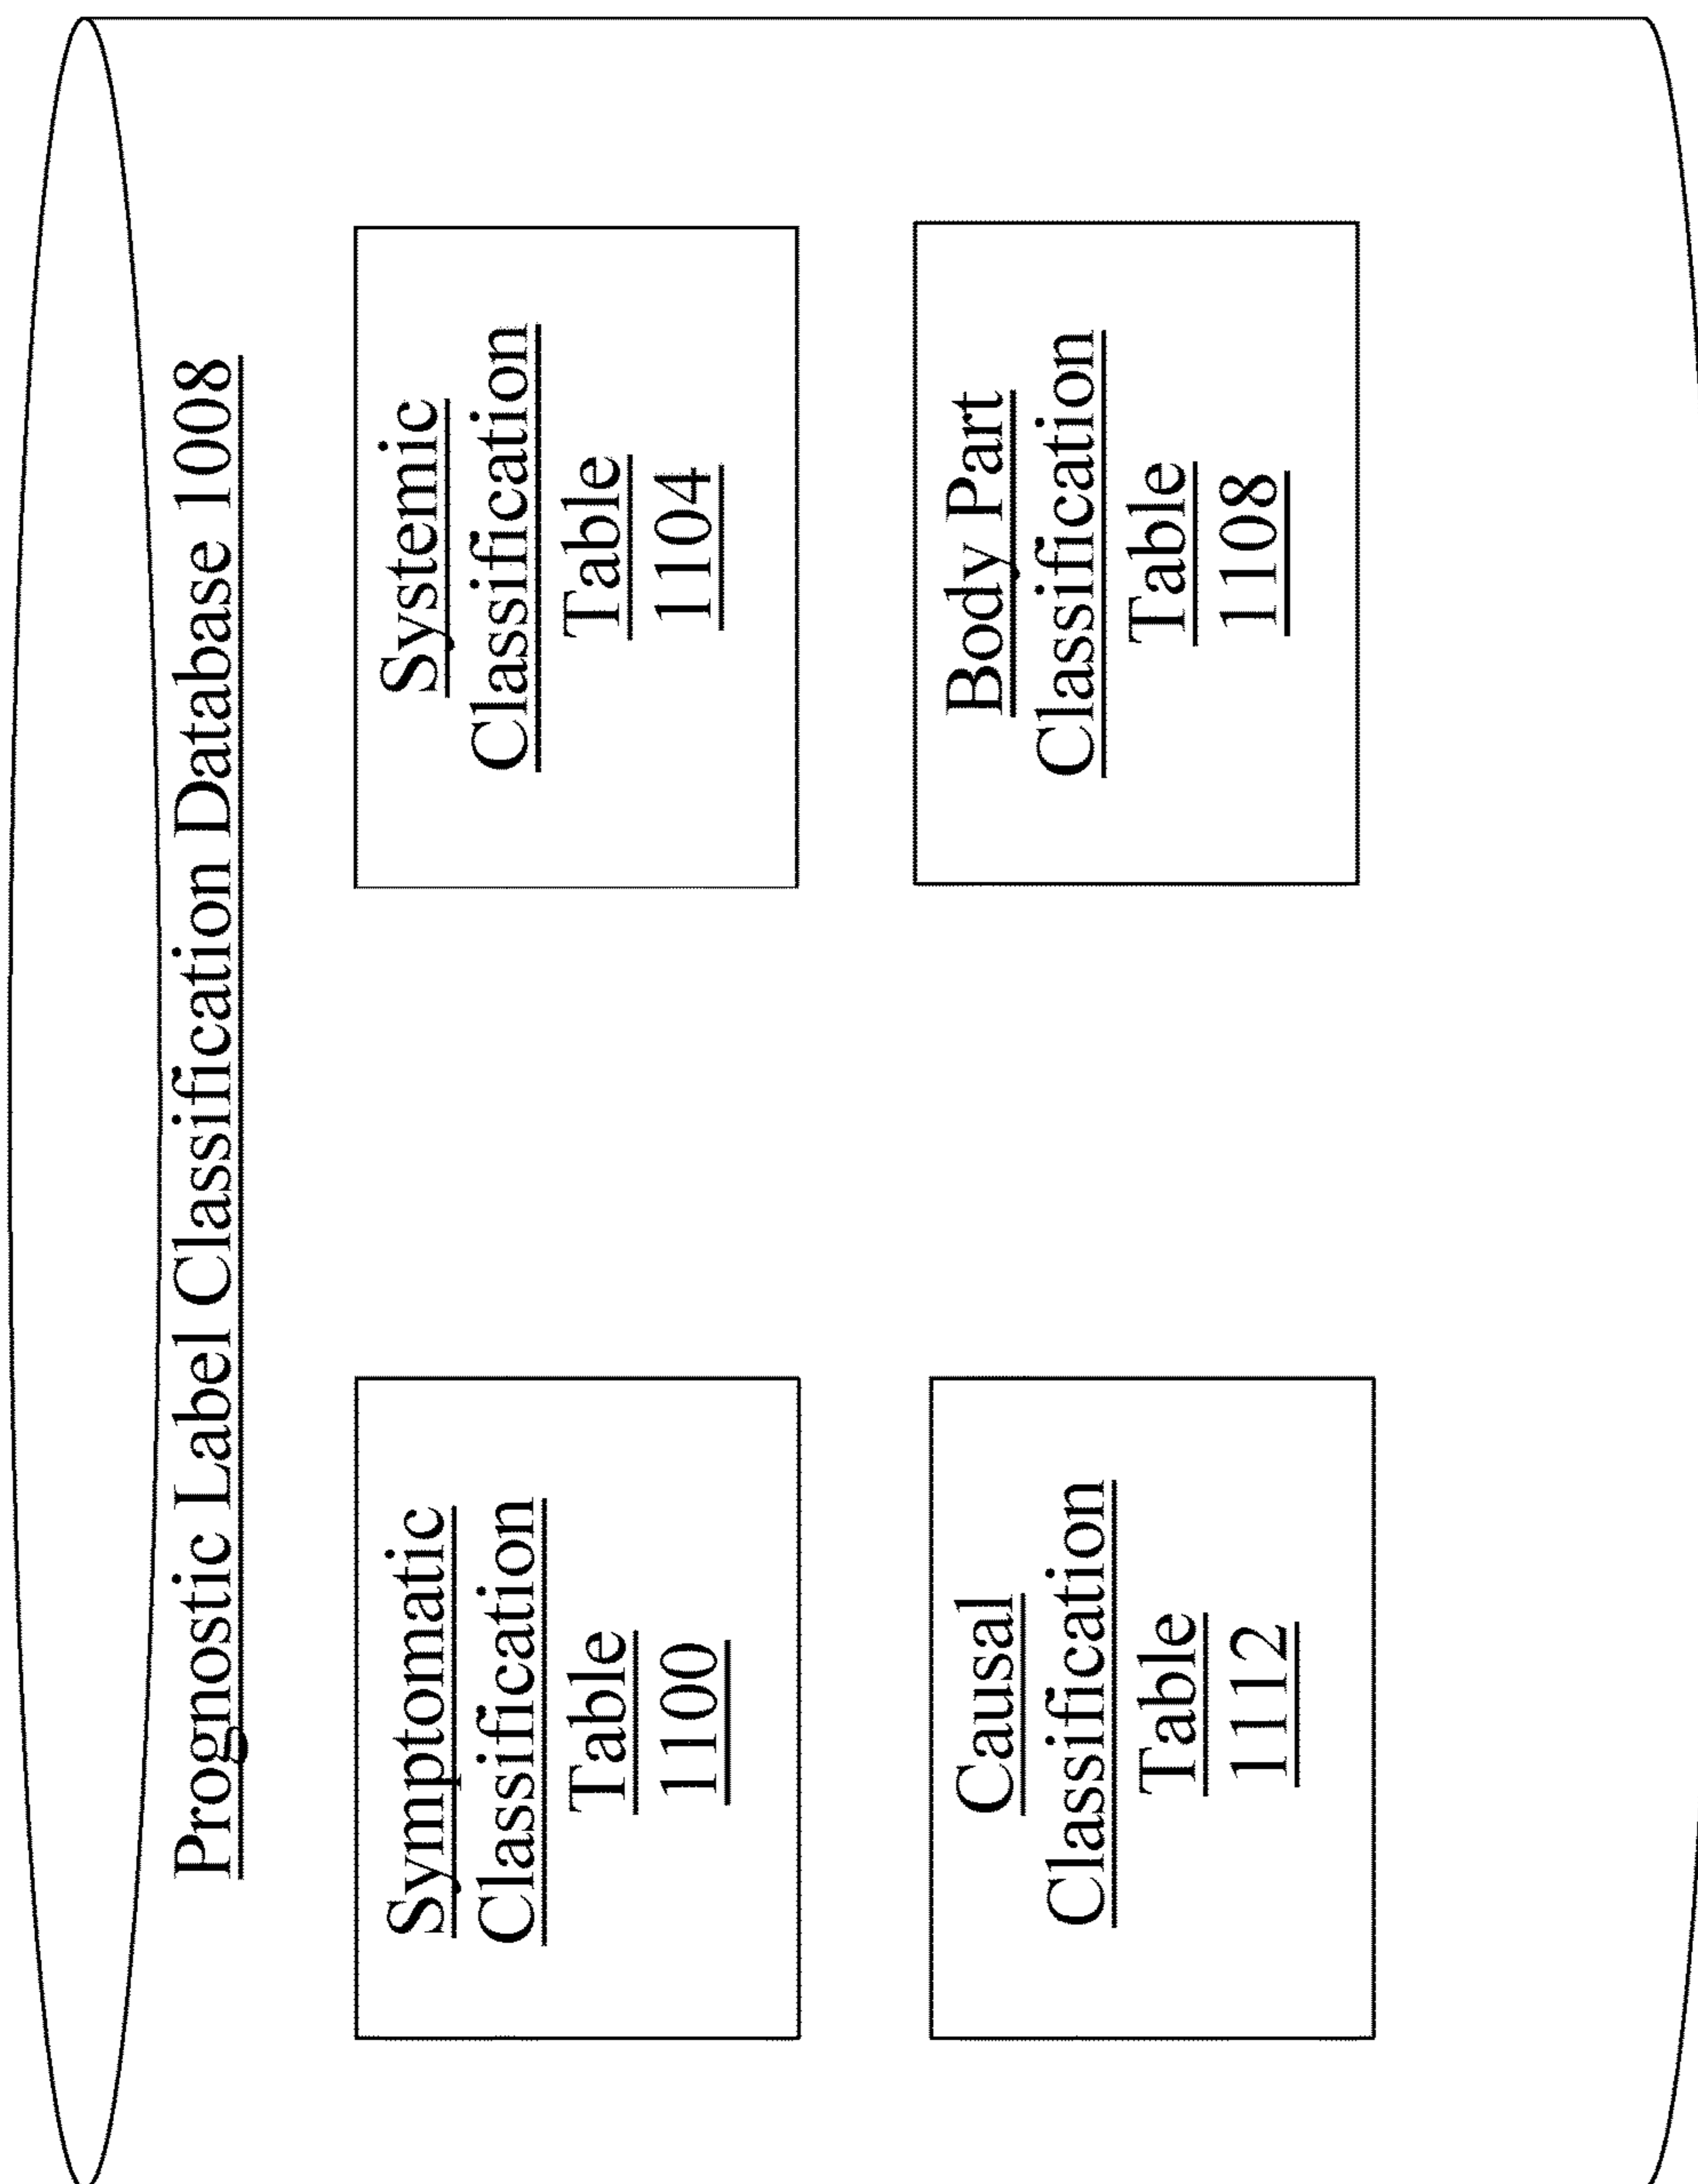 Prognostic Label Classification Database 1008
Symptomatic
Classification
Table
1100
Systemic
Classification
Table
1104
Causal
Classification
Table
1112
Body Part
Classification
Table
1108